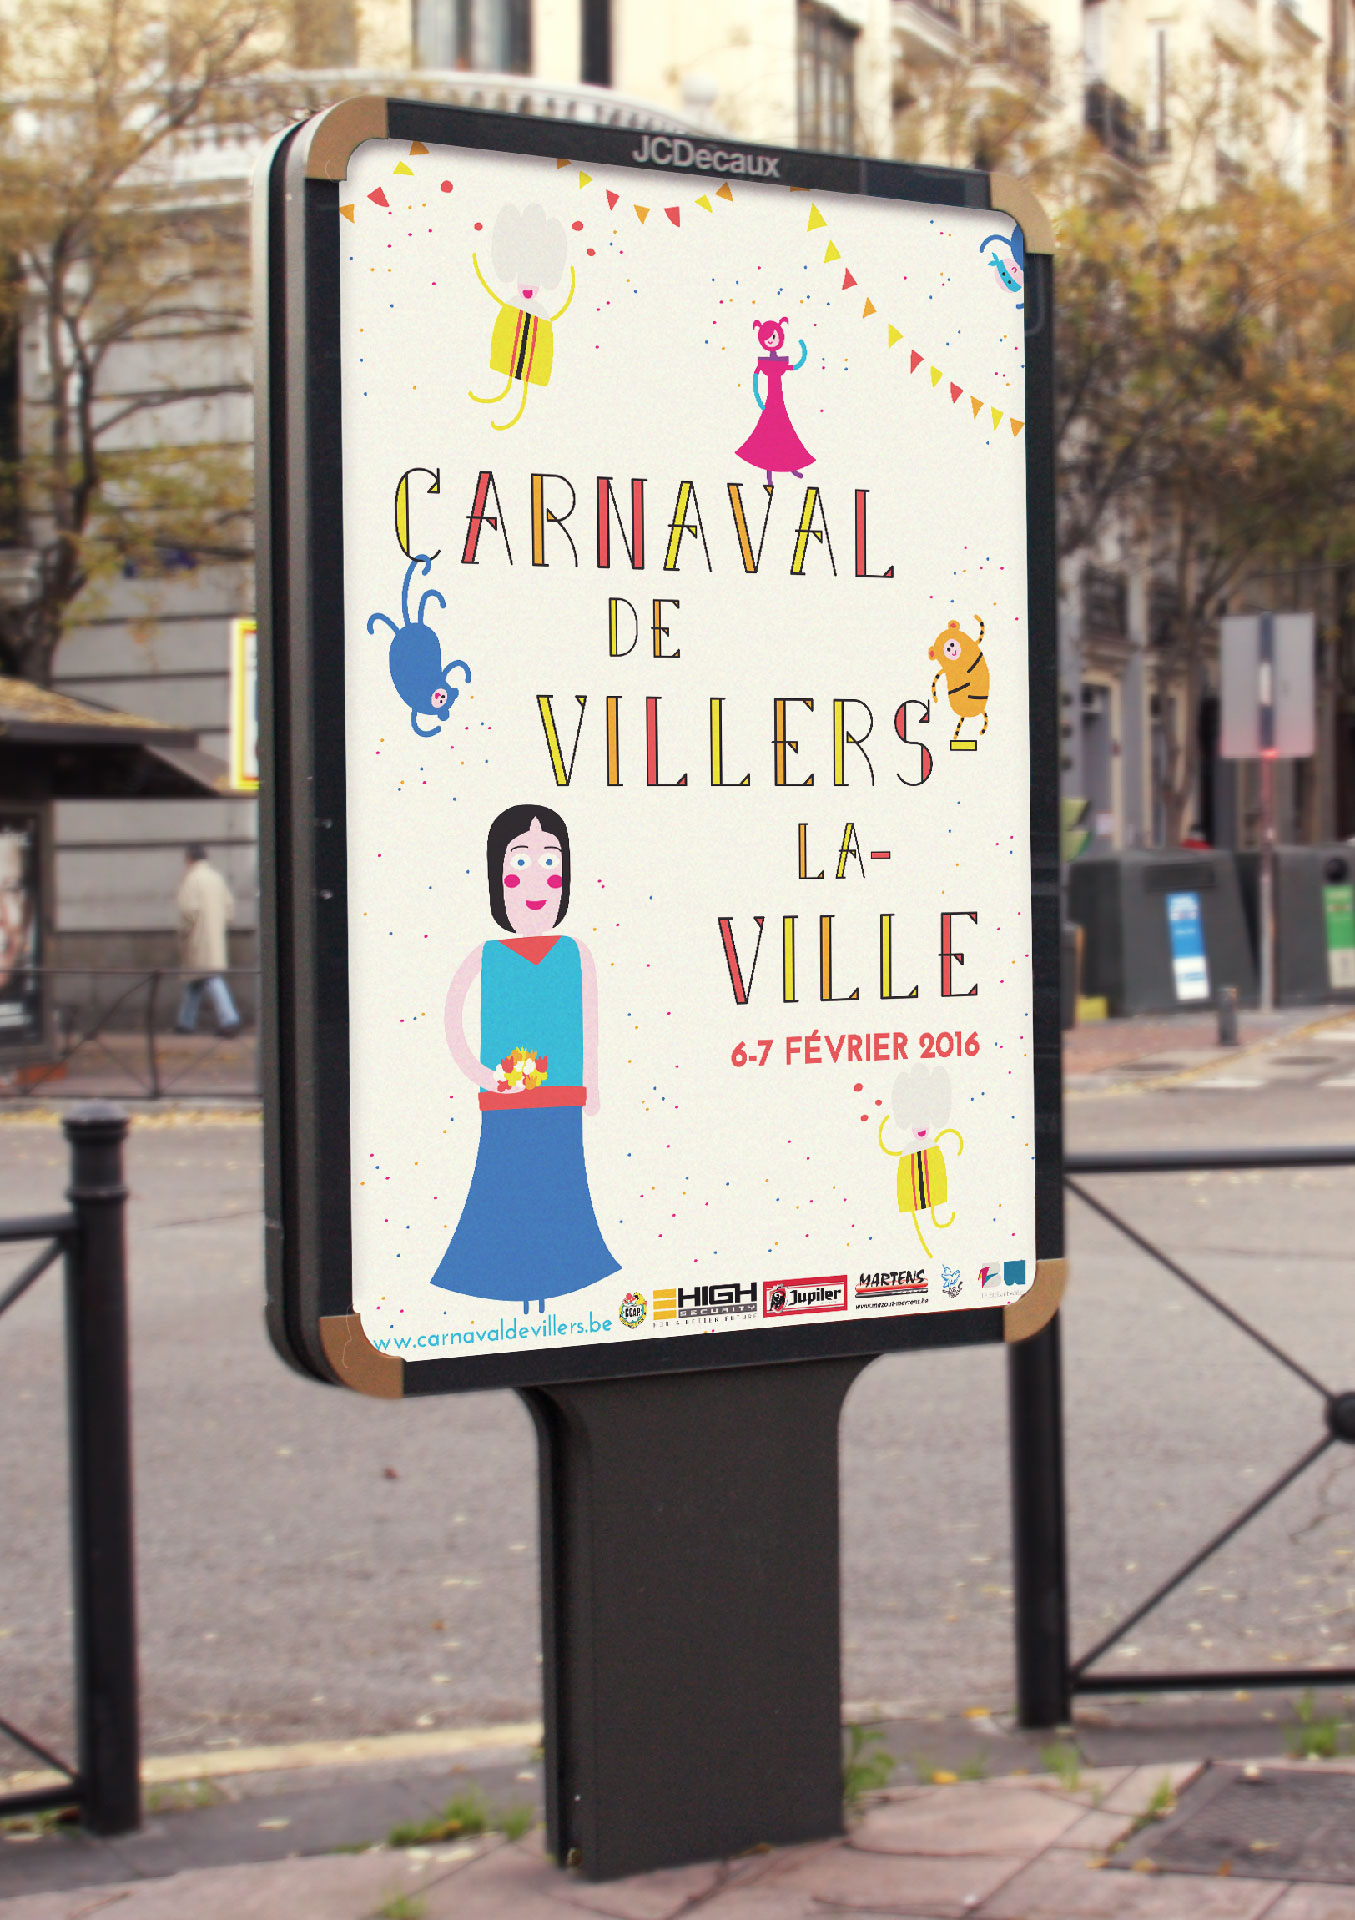 JCDecaux
CARNAVAL
DE
VILLERS-
LA-
VILLE
6-7 FÉVRIER 2016
www.carnavaldevillers.be
HIGH
SECURITY
Jupiler
MARTENS